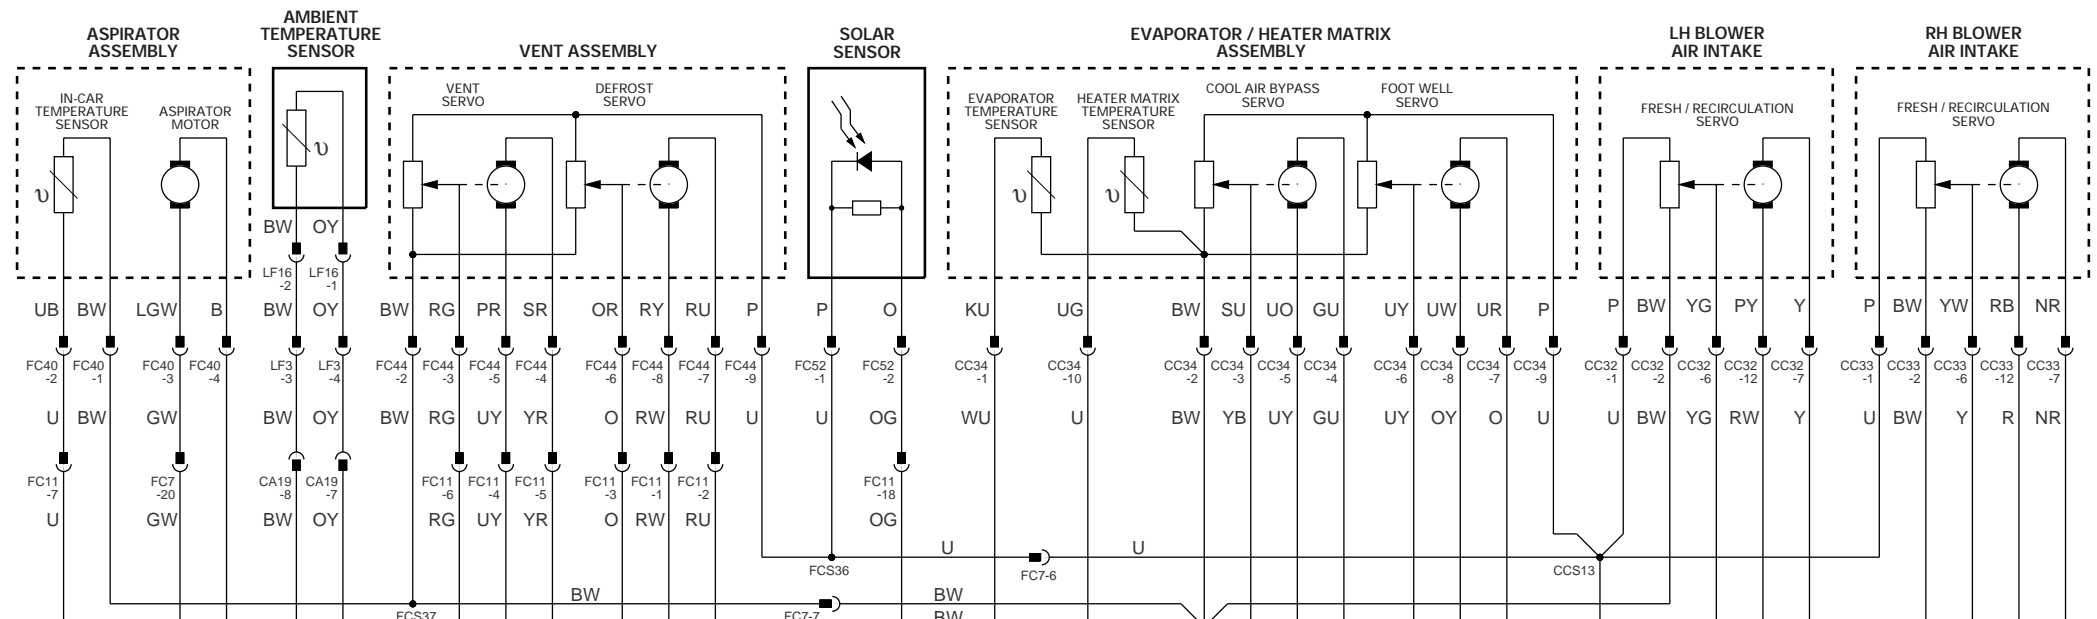 ASPIRATOR
ASSEMBLY
AMBIENT
TEMPERATURE
SENSOR
VENT ASSEMBLY
SOLAR
SENSOR
EVAPORATOR / HEATER MATRIX
ASSEMBLY
LH BLOWER
AIR INTAKE
RH BLOWER
AIR INTAKE
IN-CAR
TEMPERATURE
SENSOR
ASPIRATOR
MOTOR
VENT
SERVO
DEFROST
SERVO
EVAPORATOR
TEMPERATURE
SENSOR
HEATER MATRIX
TEMPERATURE
SENSOR
COOL AIR BYPASS
SERVO
FOOT WELL
SERVO
FRESH / RECIRCULATION
SERVO
FRESH / RECIRCULATION
SERVO
υ υ υ υ
BW OY
LF16 LF16
-2 -1
UB BW LGW B BW OY BW RG PR SR OR RY RU P P O KU UG BW SU UO GU UY UW UR P P BW YG PY Y P BW YW RB NR
FC40 FC40 FC40 FC40 LF3 LF3 FC44 FC44 FC44 FC44 FC44 FC44 FC44 FC44 FC52 FC52 CC34 CC34 CC34 CC34 CC34 CC34 CC34 CC34 CC34 CC34 CC32 CC32 CC32 CC32 CC32 CC33 CC33 CC33 CC33 CC33
-2 -1 -3 -4 -3 -4 -2 -3 -5 -4 -6 -8 -7 -9 -1 -2 -1 -10 -2 -3 -5 -4 -6 -8 -7 -9 -1 -2 -6 -12 -7 -1 -2 -6 -12 -7
U BW GW BW OY BW RG UY YR O RW RU U U OG WU U BW YB UY GU UY OY O U U BW YG RW Y U BW Y R NR
FC11 FC7 CA19 CA19 FC11 FC11 FC11 FC11 FC11 FC11 FC11
-7 -20 -8 -7 -6 -4 -5 -3 -1 -2 -18
U GW BW OY RG UY YR O RW RU OG
U U
FCS36 FC7-6 CCS13
BW BW
FCS37 FC7-7 BW